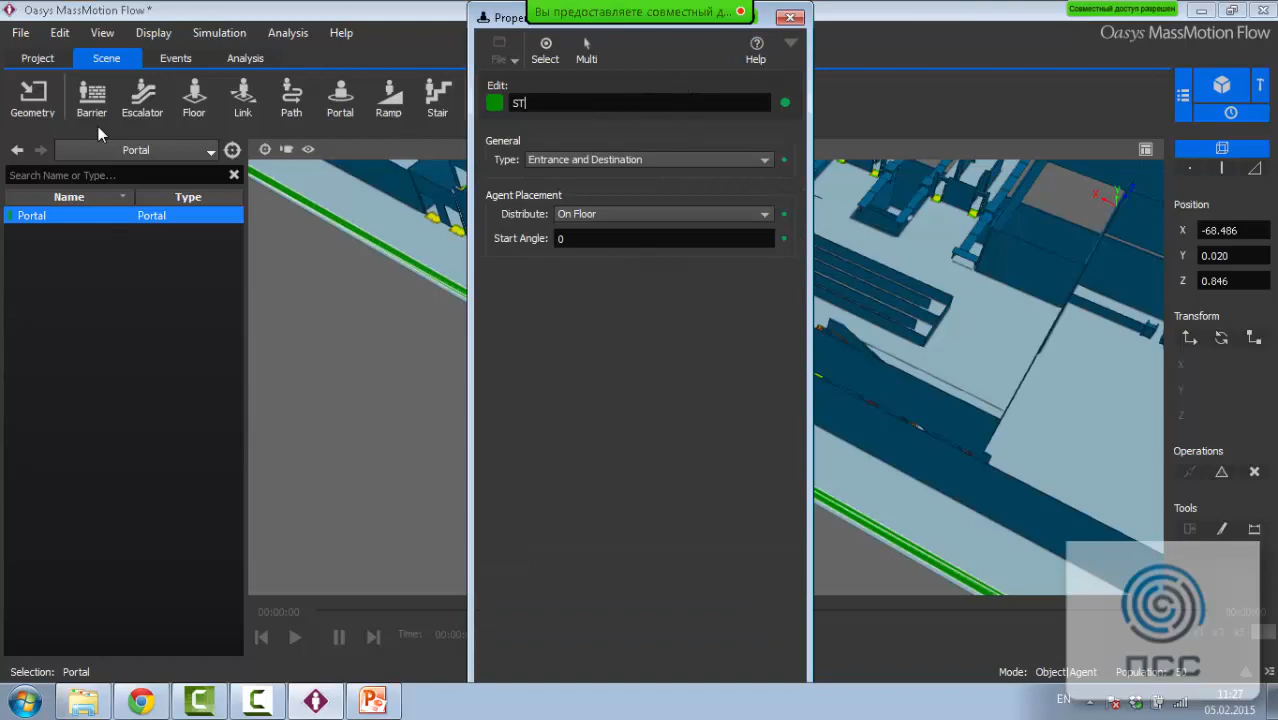 Oasys MassMotion Flow *
Proper
Вы предоставляете совместный д...
Совместный доступ разрешен
File Edit View Display Simulation Analysis Help
Oasys MassMotion Flow
Project Scene Events Analysis
File Select Multi Help
Geometry Barrier Escalator Floor Link Path Portal Ramp Stair
Edit:
ST
Portal
Search Name or Type...
Name Type
Portal Portal
General
Type: Entrance and Destination
Agent Placement
Distribute: On Floor
Start Angle: 0
X Y Z
Position
X -68.486
Y 0.020
Z 0.846
Transform
X
Y
Z
Operations
Tools
00:00:00
Time: 00:0
Selection: Portal
Mode: Object|Agent
ПСС
EN
11:27
05.02.2015